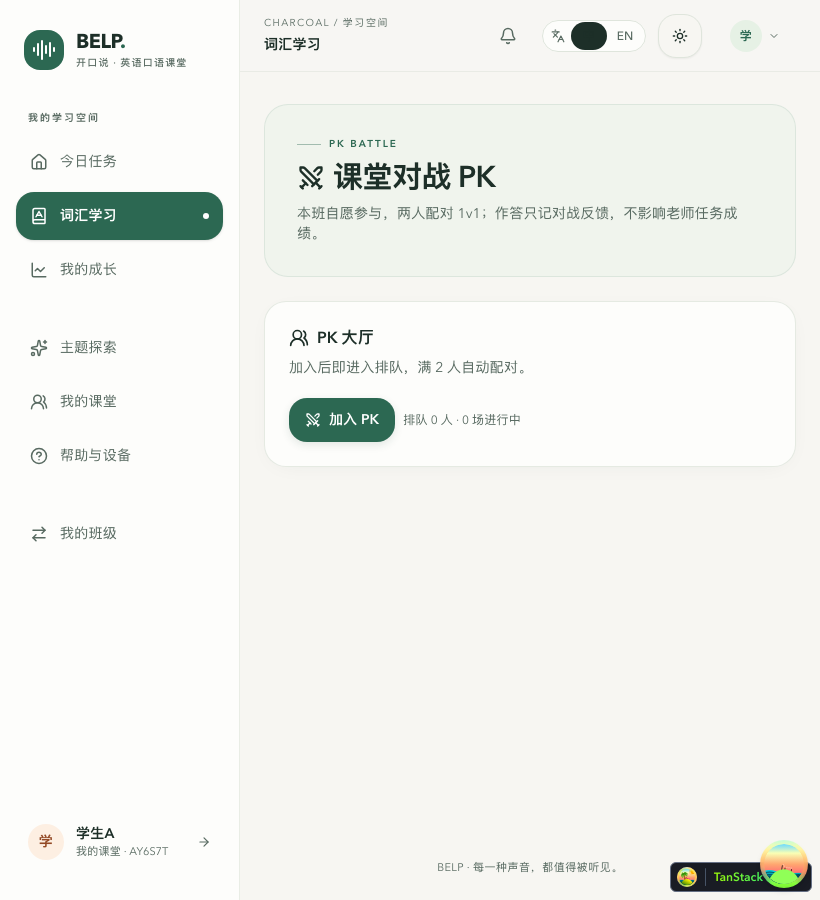 BELP.
开口说 · 英语口语课堂
我的学习空间
今日任务
词汇学习
我的成长
主题探索
我的课堂
帮助与设备
我的班级
学
学生A
我的课堂 · AY6S7T
CHARCOAL / 学习空间
词汇学习
EN
学
PK BATTLE
课堂对战 PK
本班自愿参与，两人配对 1v1；作答只记对战反馈，不影响老师任务成
绩。
PK 大厅
加入后即进入排队，满 2 人自动配对。
加入 PK
排队 0 人 · 0 场进行中
BELP · 每一种声音，都值得被听见。
TanStack